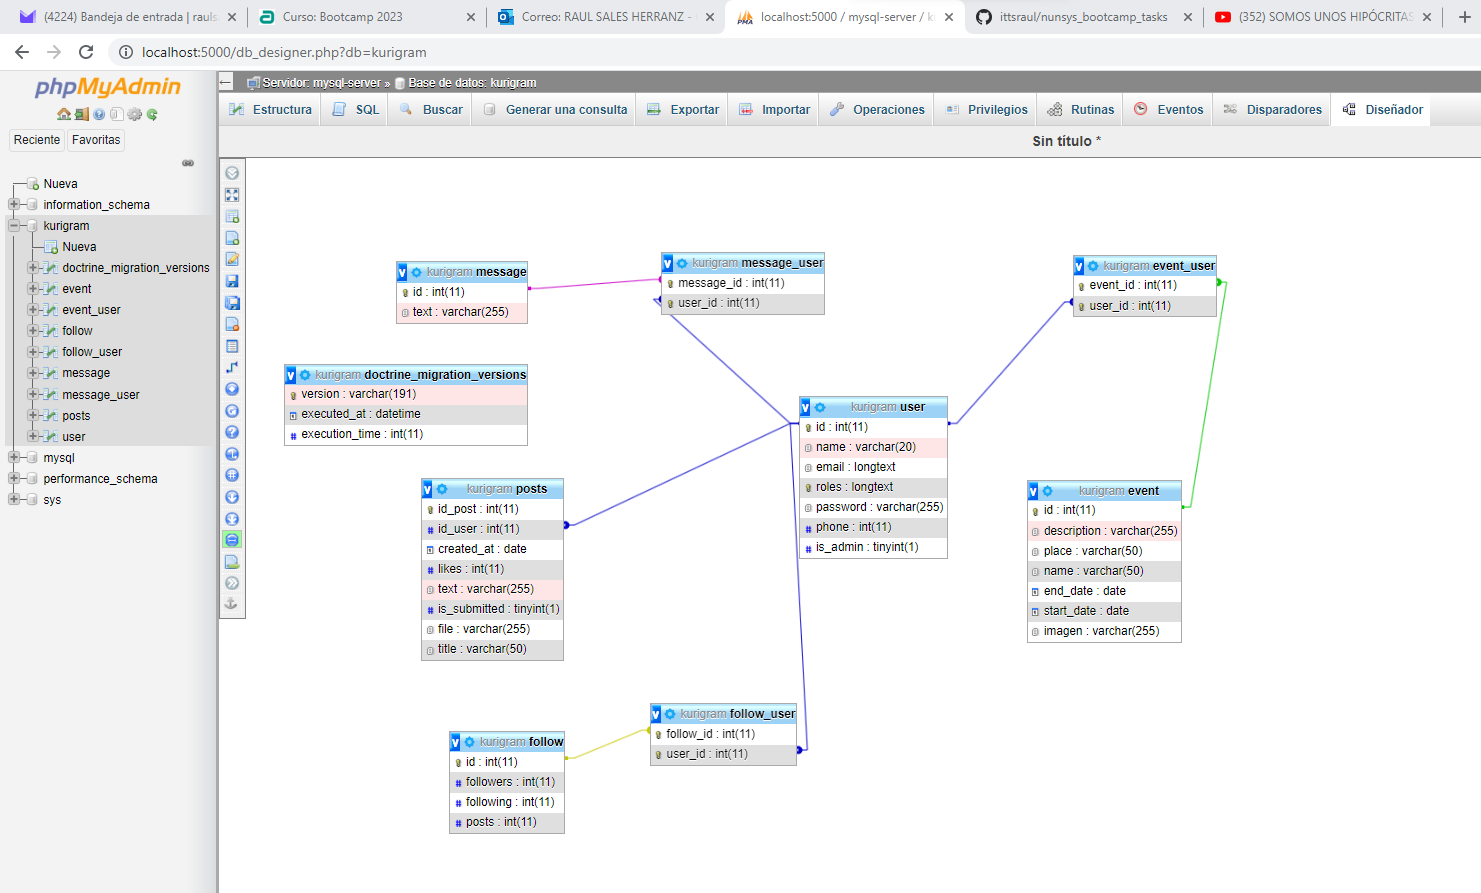 (4224) Bandeja de entrada | rauls
Curso: Bootcamp 2023
Correo: RAUL SALES HERRANZ -
localhost:5000 / mysql-server / k
ittsraul/nunsys_bootcamp_tasks
(352) SOMOS UNOS HIPÓCRITAS
localhost:5000/db_designer.php?db=kurigram
phpMyAdmin
Reciente
Favoritas
Nueva
information_schema
kurigram
Nueva
doctrine_migration_versions
event
event_user
follow
follow_user
message
message_user
posts
user
mysql
performance_schema
sys
Servidor: mysql-server » Base de datos: kurigram
Estructura
SQL
Buscar
Generar una consulta
Exportar
Importar
Operaciones
Privilegios
Rutinas
Eventos
Disparadores
Diseñador
Sin título *
v kurigram message
id : int(11)
text : varchar(255)
v kurigram message_user
message_id : int(11)
user_id : int(11)
v kurigram event_user
event_id : int(11)
user_id : int(11)
v kurigram doctrine_migration_versions
version : varchar(191)
executed_at : datetime
# execution_time : int(11)
v kurigram user
id : int(11)
name : varchar(20)
email : longtext
roles : longtext
password : varchar(255)
# phone : int(11)
# is_admin : tinyint(1)
v kurigram posts
id_post : int(11)
# id_user : int(11)
created_at : date
# likes : int(11)
text : varchar(255)
# is_submitted : tinyint(1)
file : varchar(255)
title : varchar(50)
v kurigram event
id : int(11)
description : varchar(255)
place : varchar(50)
name : varchar(50)
end_date : date
start_date : date
imagen : varchar(255)
v kurigram follow_user
follow_id : int(11)
user_id : int(11)
v kurigram follow
id : int(11)
# followers : int(11)
# following : int(11)
# posts : int(11)